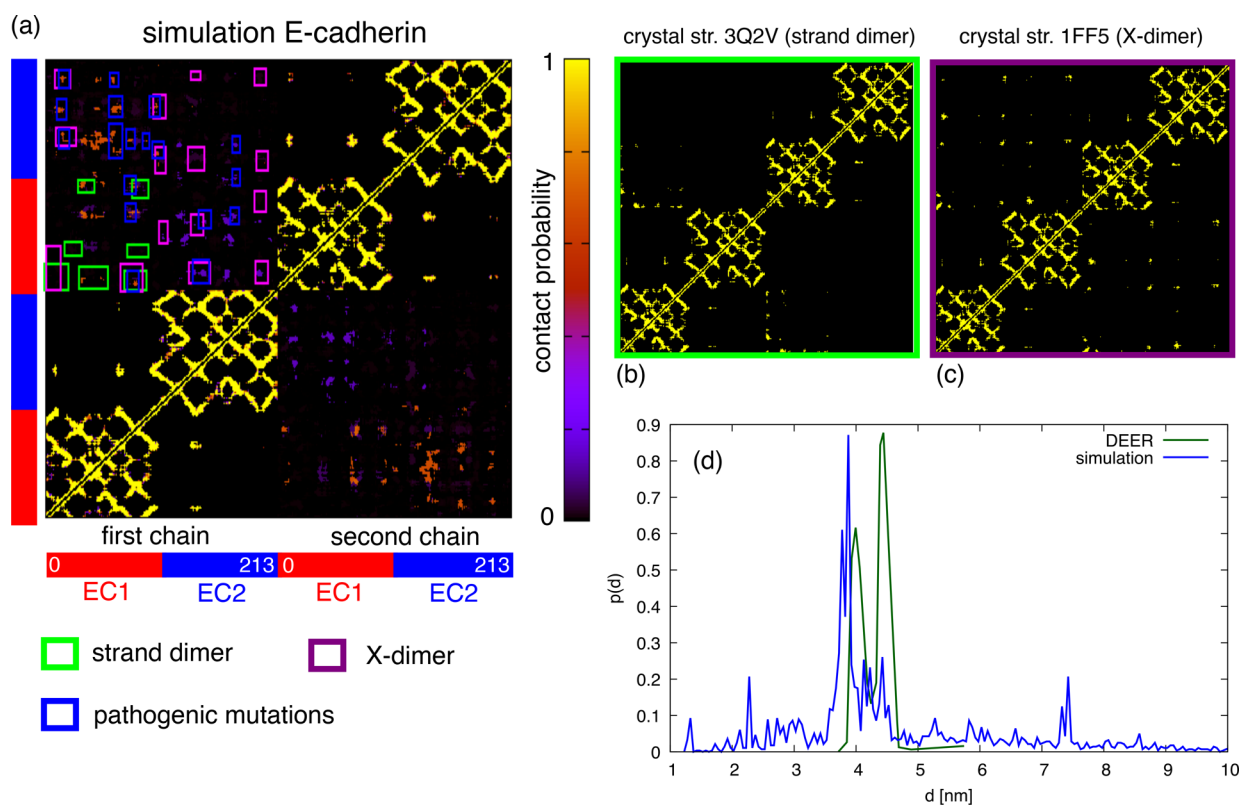 (a)
simulation E-cadherin
1
contact probability
0
first chain
second chain
0
213
0
213
EC1
EC2
EC1
EC2
strand dimer
X-dimer
pathogenic mutations
crystal str. 3Q2V (strand dimer)
crystal str. 1FF5 (X-dimer)
(b)
(c)
(d)
DEER
simulation
0.9
0.8
0.7
0.6
0.5
0.4
0.3
0.2
0.1
0
p(d)
1
2
3
4
5
6
7
8
9
10
d [nm]